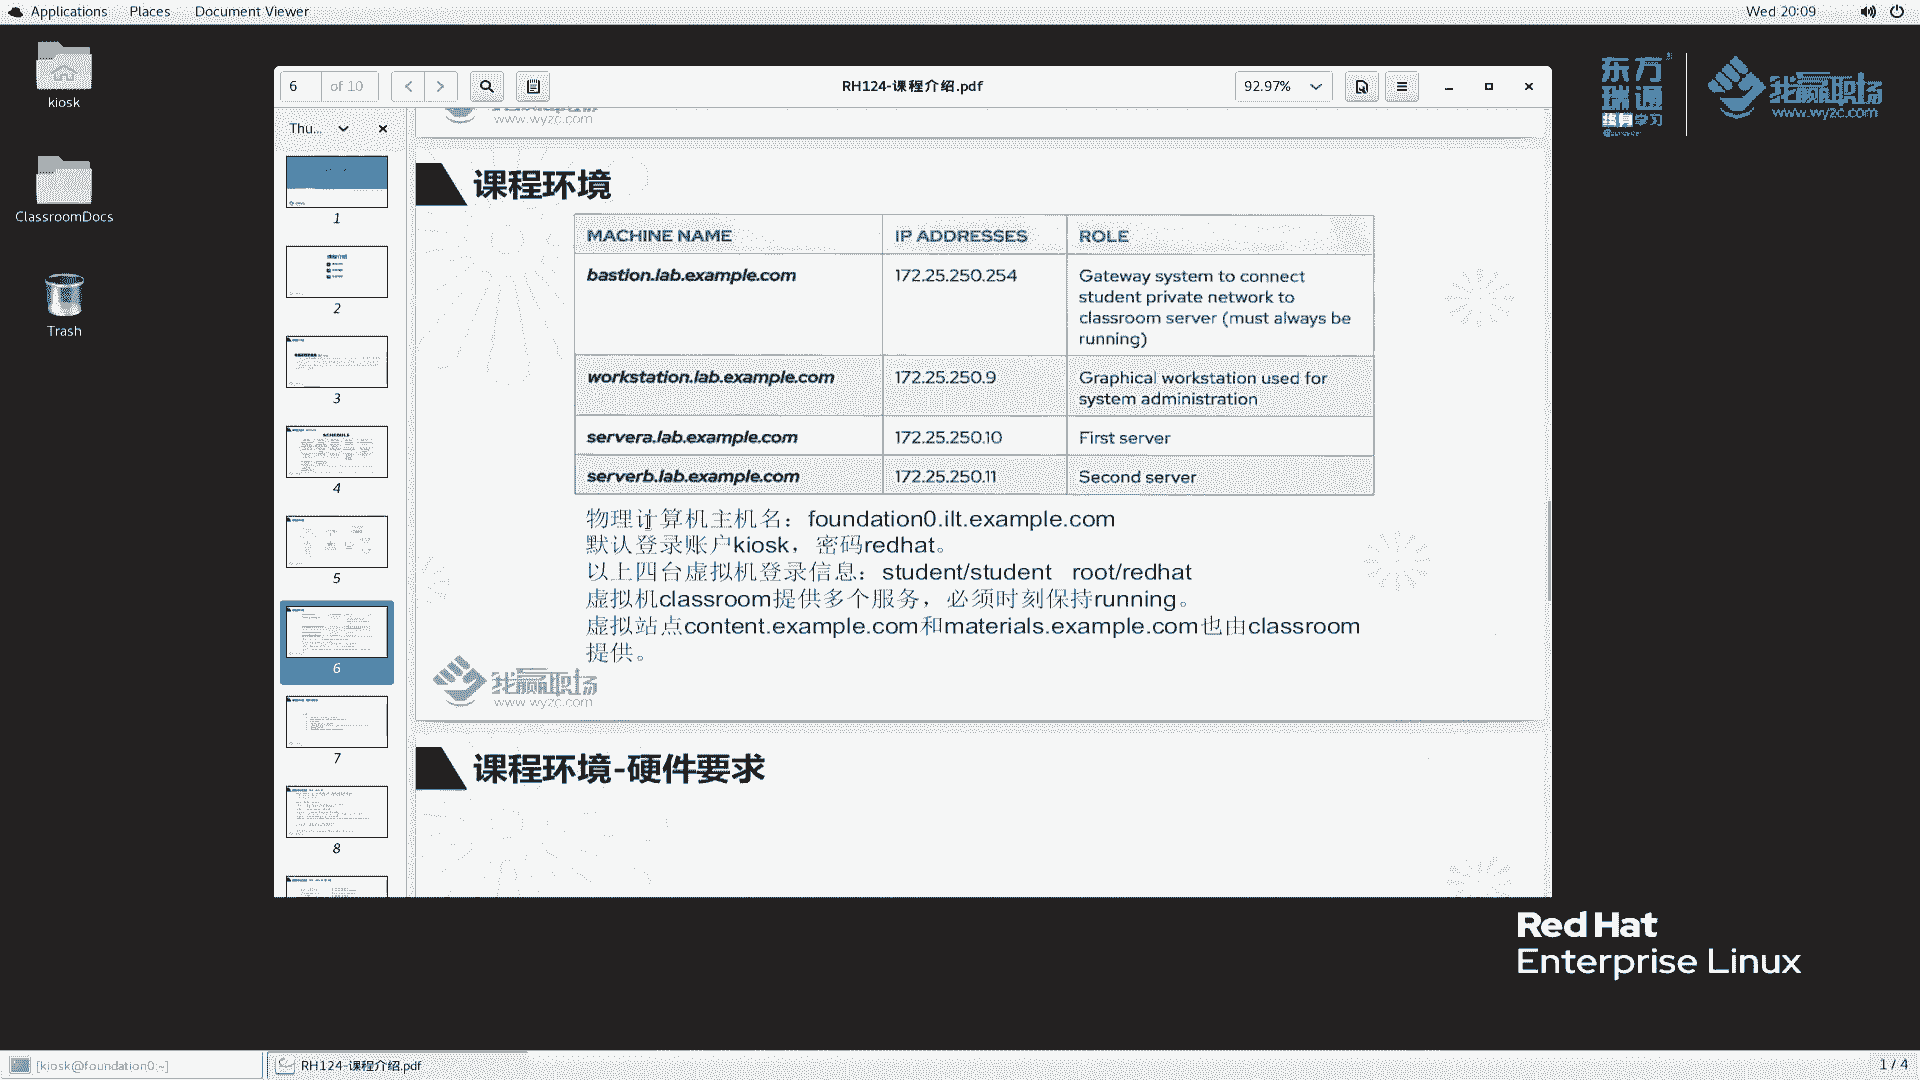 Applications Places Document Viewer Wed 20:09
kiosk
ClassroomDocs
Trash
6 of 10 RH124-课程介绍.pdf 92.97%
Thu...
1
2
3
4
5
6
7
8
www.wyzc.com
课程环境
MACHINE NAME IP ADDRESSES ROLE
bastion.lab.example.com 172.25.250.254 Gateway system to connect
student private network to
classroom server (must always be
running)
workstation.lab.example.com 172.25.250.9 Graphical workstation used for
system administration
servera.lab.example.com 172.25.250.10 First server
serverb.lab.example.com 172.25.250.11 Second server
物理计算机主机名：foundation0.ilt.example.com
默认登录账户kiosk，密码redhat。
以上四台虚拟机登录信息：student/student root/redhat
虚拟机classroom提供多个服务，必须时刻保持running。
虚拟站点content.example.com和materials.example.com也由classroom
提供。
我赢职场
www.wyzc.com
课程环境-硬件要求
东方
瑞通
终身学习
我赢职场
www.wyzc.com
Red Hat
Enterprise Linux
[kiosk@foundation0:~] RH124-课程介绍.pdf 1 / 4